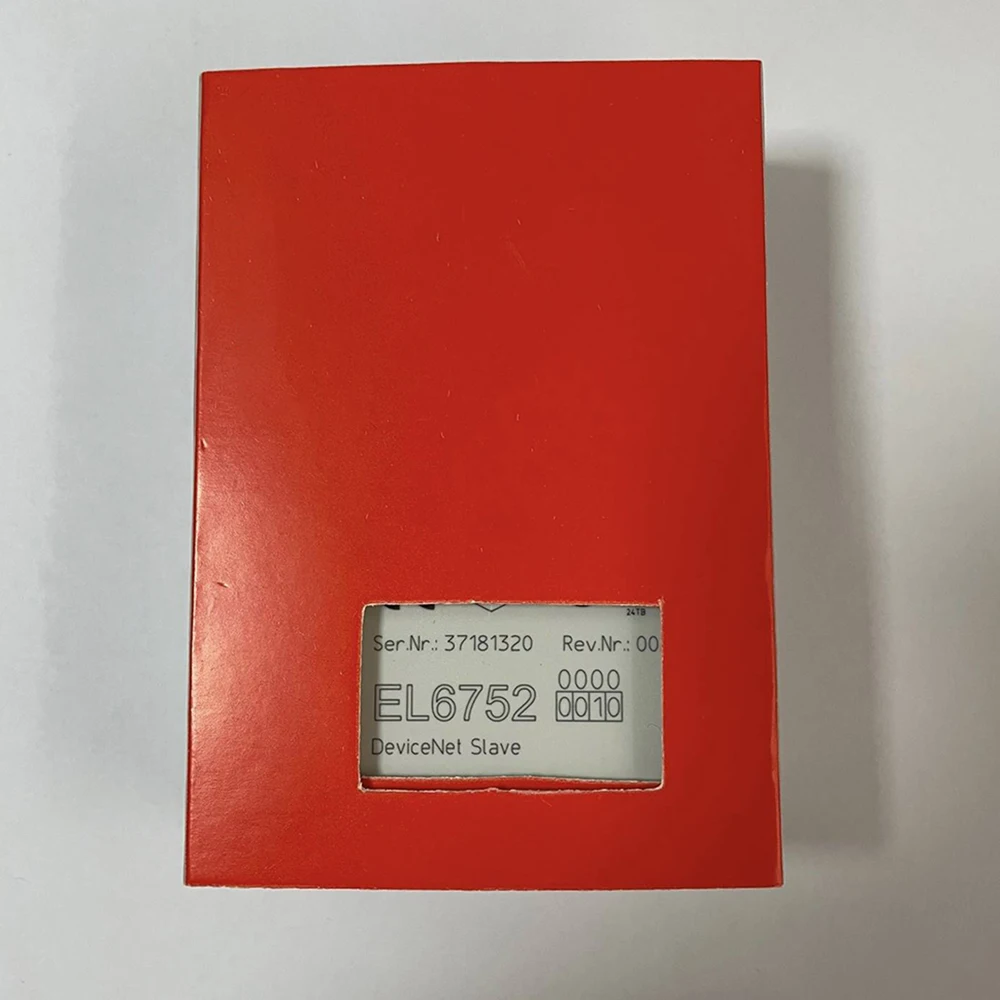 24TB
Ser.Nr.: 37181320 Rev.Nr.: 00
EL6752 0000
0010
DeviceNet Slave